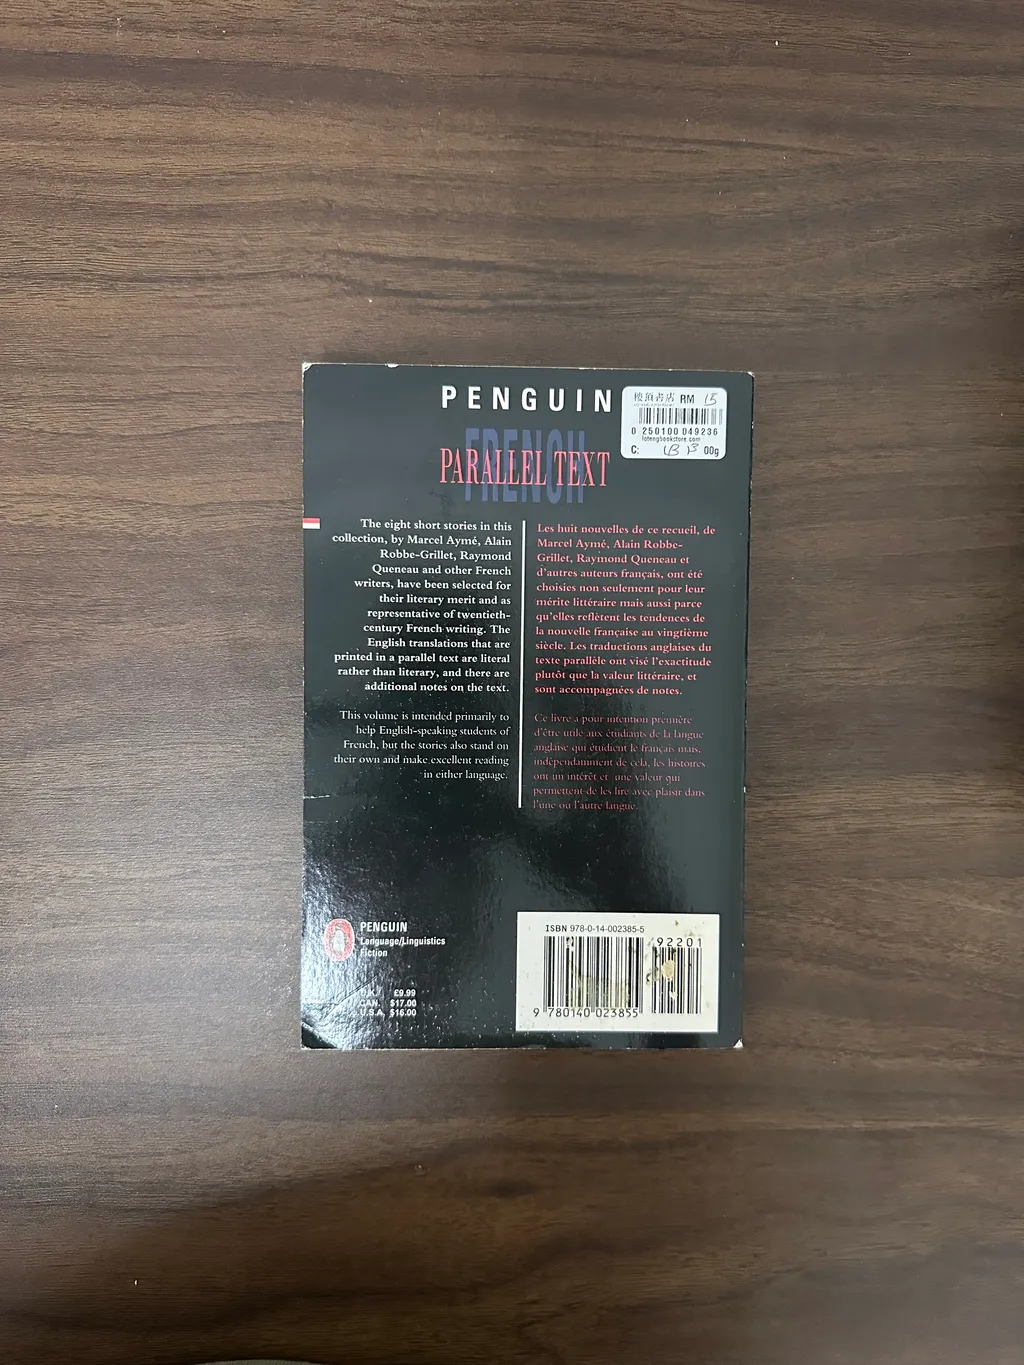 PENGUIN
樓頂書店 RM 15
0 250100 049236
lotengbookstore.com
C: 00g
FRENCH
PARALLEL TEXT
The eight short stories in this
collection, by Marcel Aymé, Alain
Robbe-Grillet, Raymond
Queneau and other French
writers, have been selected for
their literary merit and as
representative of twentieth-
century French writing. The
English translations that are
printed in a parallel text are literal
rather than literary, and there are
additional notes on the text.
This volume is intended primarily to
help English-speaking students of
French, but the stories also stand on
their own and make excellent reading
in either language.
Les huit nouvelles de ce recueil, de
Marcel Aymé, Alain Robbe-
Grillet, Raymond Queneau et
d'autres auteurs français, ont été
choisies non seulement pour leur
mérite littéraire mais aussi parce
qu'elles reflètent les tendences de
la nouvelle française au vingtième
siècle. Les traductions anglaises du
texte parallèle ont visé l'exactitude
plutôt que la valeur littéraire, et
sont accompagnées de notes.
Ce livre a pour intention première
d'être utile aux étudiants de la langue
anglaise qui étudient le français mais,
indépendamment de cela, les histoires
ont un intérêt et une valeur qui
permettent de les lire avec plaisir dans
l'une ou l'autre langue.
PENGUIN
Language/Linguistics
Fiction
U.K. £9.99
CAN. $17.00
U.S.A. $16.00
ISBN 978-0-14-002385-5
92201
9 780140 023855